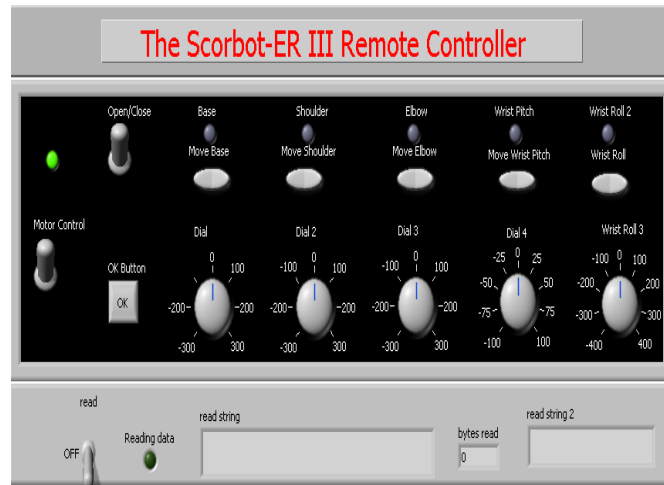 The Scorbot-ER III Remote Controller
Open/Close Base Shoulder Elbow Wrist Pitch Wrist Roll 2
Move Base Move Shoulder Move Elbow Move Wrist Pitch Wrist Roll
Motor Control
Dial Dial 2 Dial 3 Dial 4 Wrist Roll 3
OK Button
OK
0 100
-200 -200
-300 300
-100 0 100
-200 -200
-300 300
-100 0 100
-200 -200
-300 300
-25 0 25
-50 50
-75 75
-100 100
-100 0 100
-200 200
-300 300
-400 400
read
OFF
Reading data
read string
bytes read
0
read string 2